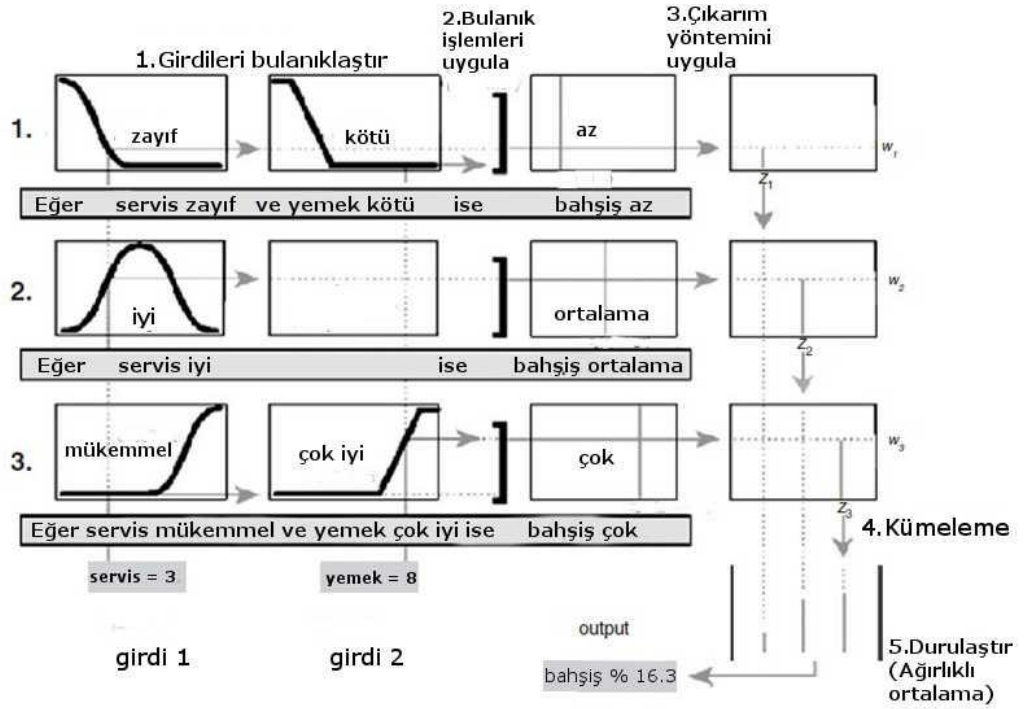 1.Girdileri bulanıklaştır
2.Bulanık
işlemleri
uygula
3.Çıkarım
yöntemini
uygula
1.
zayıf
kötü
az
w1
z1
Eğer servis zayıf ve yemek kötü ise bahşiş az
2.
iyi
ortalama
w2
z2
Eğer servis iyi ise bahşiş ortalama
3.
mükemmel
çok iyi
çok
w3
z3
Eğer servis mükemmel ve yemek çok iyi ise bahşiş çok
4.Kümeleme
servis = 3
yemek = 8
girdi 1
girdi 2
output
bahşiş % 16.3
5.Durulaştır
(Ağırlıklı
ortalama)